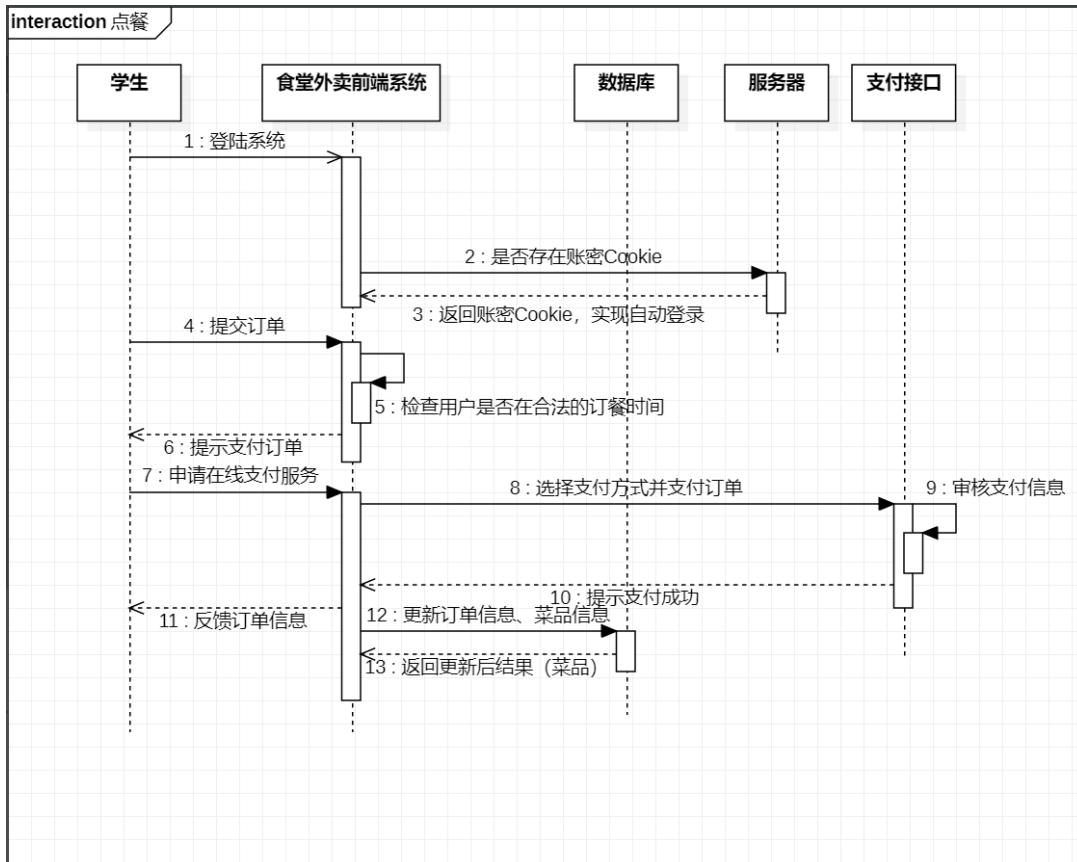 interaction 点餐
学生
食堂外卖前端系统
数据库
服务器
支付接口
1 : 登陆系统
2 : 是否存在账密Cookie
3 : 返回账密Cookie，实现自动登录
4 : 提交订单
5 : 检查用户是否在合法的订餐时间
6 : 提示支付订单
7 : 申请在线支付服务
8 : 选择支付方式并支付订单
9 : 审核支付信息
10 : 提示支付成功
11 : 反馈订单信息
12 : 更新订单信息、菜品信息
13 : 返回更新后结果（菜品）